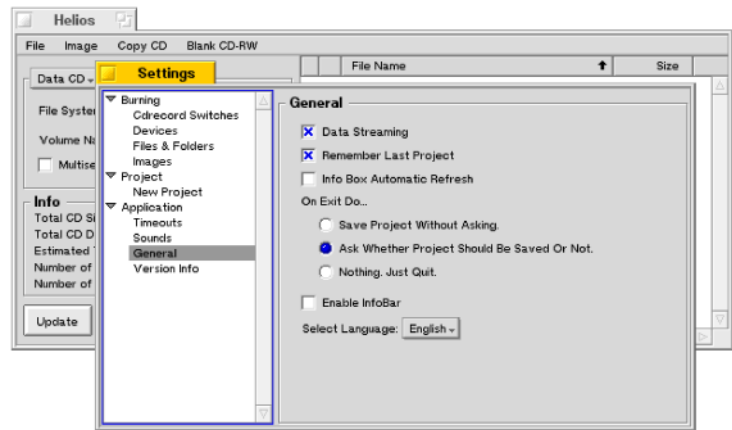 Helios
File Image Copy CD Blank CD-RW
File Name Size
Data CD
File Syste
Volume Na
Multise
Info
Total CD Si
Total CD D
Estimated
Number of
Number of
Update
Settings
Burning
Cdrecord Switches
Devices
Files & Folders
Images
Project
New Project
Application
Timeouts
Sounds
General
Version Info
General
Data Streaming
Remember Last Project
Info Box Automatic Refresh
On Exit Do...
Save Project Without Asking.
Ask Whether Project Should Be Saved Or Not.
Nothing. Just Quit.
Enable InfoBar
Select Language: English